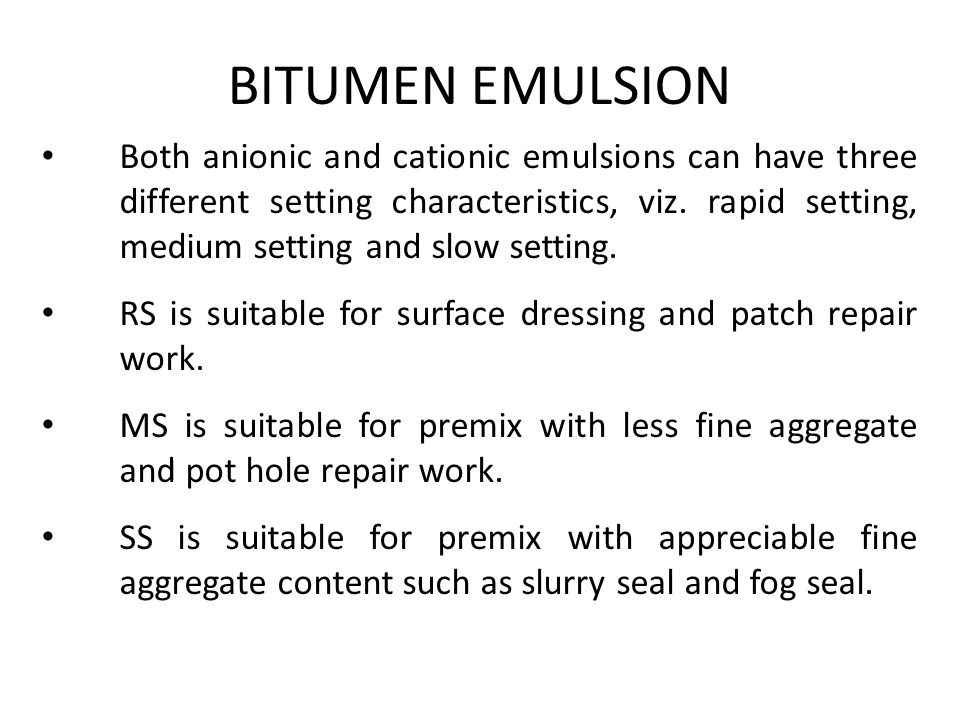 BITUMEN EMULSION
• Both anionic and cationic emulsions can have three
different setting characteristics, viz. rapid setting,
medium setting and slow setting.
• RS is suitable for surface dressing and patch repair
work.
• MS is suitable for premix with less fine aggregate
and pot hole repair work.
• SS is suitable for premix with appreciable fine
aggregate content such as slurry seal and fog seal.